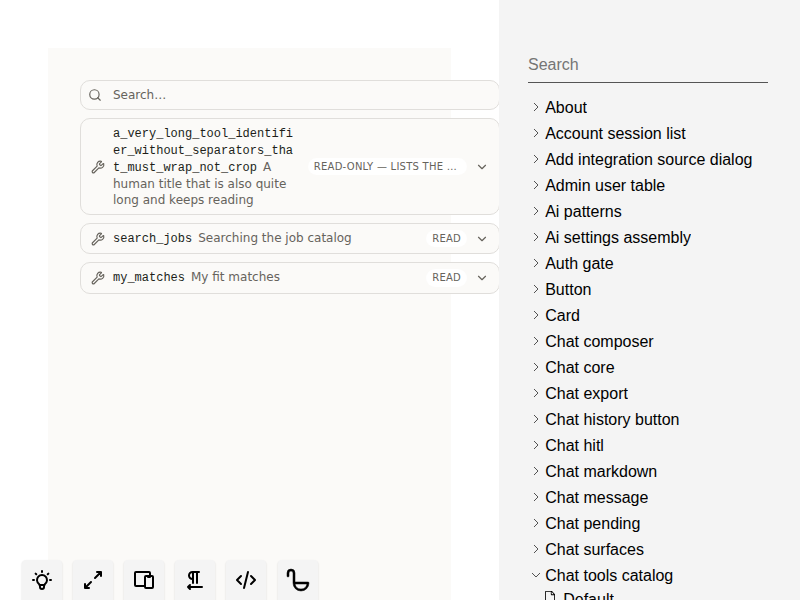 Search…
a_very_long_tool_identifi
er_without_separators_tha
t_must_wrap_not_crop A
human title that is also quite
long and keeps reading
READ-ONLY — LISTS THE …
search_jobs Searching the job catalog READ
my_matches My fit matches READ
Search
About
Account session list
Add integration source dialog
Admin user table
Ai patterns
Ai settings assembly
Auth gate
Button
Card
Chat composer
Chat core
Chat export
Chat history button
Chat hitl
Chat markdown
Chat message
Chat pending
Chat surfaces
Chat tools catalog
Default